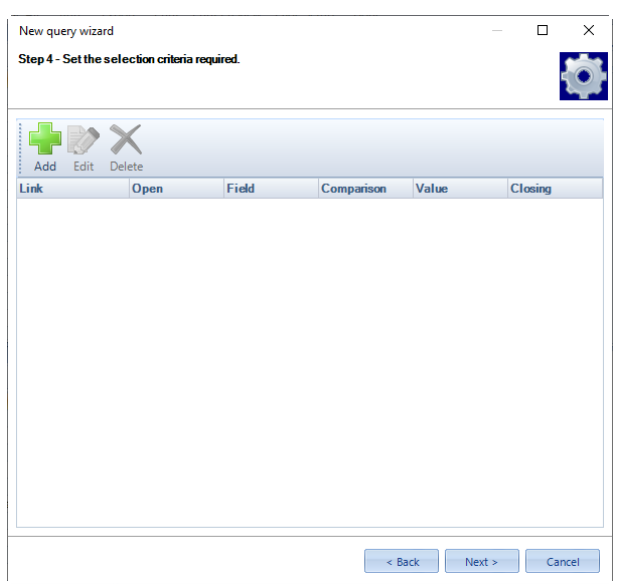 New query wizard
Step 4 - Set the selection criteria required.
Add Edit Delete
Link Open Field Comparison Value Closing
< Back Next > Cancel